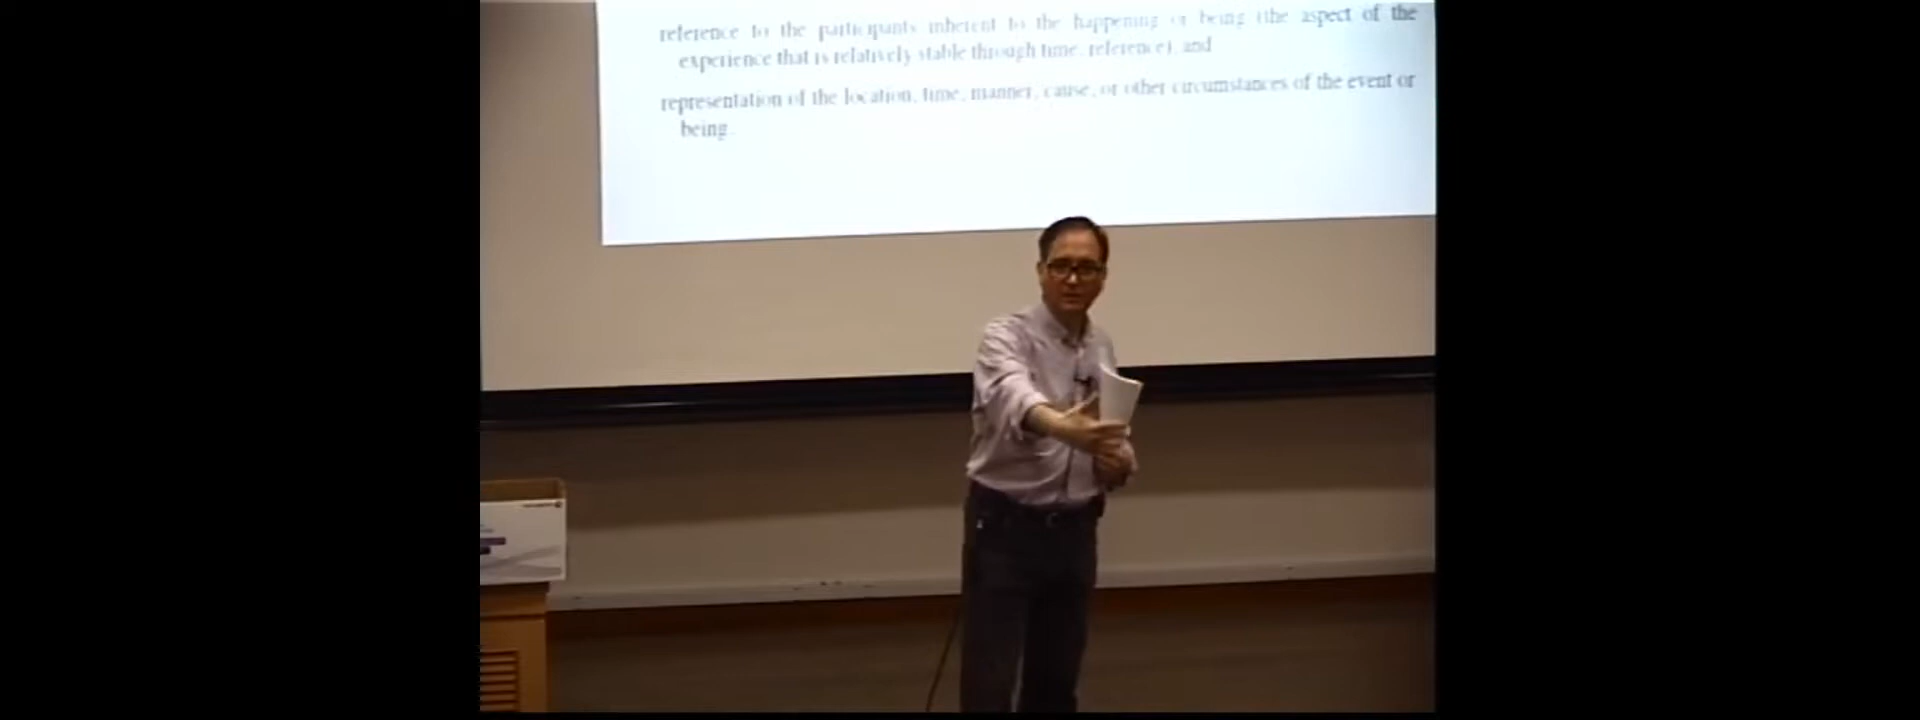 reference to the participants inherent to the happening or being (the aspect of the
experience that is relatively stable through time, reference), and
representation of the location, time, manner, cause, or other circumstances of the event or
being.